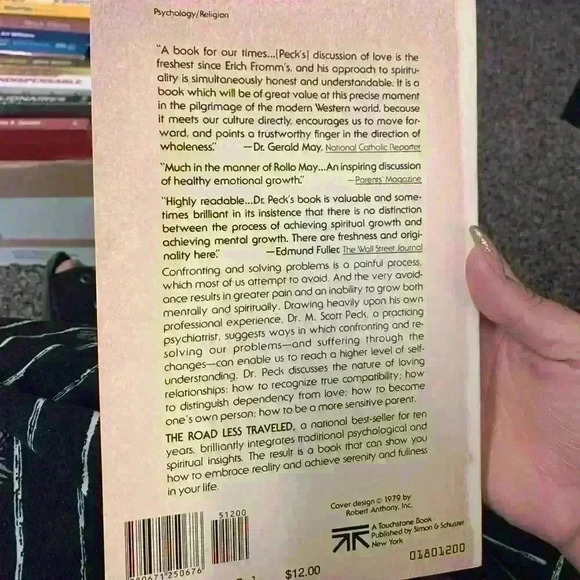 Psychology/Religion
"A book for our times...[Peck's] discussion of love is the
freshest since Erich Fromm's, and his approach to spiritu-
ality is simultaneously honest and understandable. It is a
book which will be of great value at this precise moment
in the pilgrimage of the modern Western world, because
it meets our culture directly, encourages us to move for-
ward, and points a trustworthy finger in the direction of
wholeness." —Dr. Gerald May, National Catholic Reporter
"Much in the manner of Rollo May...An inspiring discussion
of healthy emotional growth." —Parents' Magazine
"Highly readable...Dr. Peck's book is valuable and some-
times brilliant in its insistence that there is no distinction
between the process of achieving spiritual growth and
achieving mental growth. There are freshness and origi-
nality here." —Edmund Fuller, The Wall Street Journal
Confronting and solving problems is a painful process,
which most of us attempt to avoid. And the very avoid-
ance results in greater pain and an inability to grow both
mentally and spiritually. Drawing heavily upon his own
professional experience, Dr. M. Scott Peck, a practicing
psychiatrist, suggests ways in which confronting and re-
solving our problems—and suffering through the
changes—can enable us to reach a higher level of self-
understanding. Dr. Peck discusses the nature of loving
relationships: how to recognize true compatibility; how
to distinguish dependency from love; how to become
one's own person; how to be a more sensitive parent.
THE ROAD LESS TRAVELED, a national best-seller for ten
years, brilliantly integrates traditional psychological and
spiritual insights. The result is a book that can show you
how to embrace reality and achieve serenity and fullness
in your life.
51200
Cover design © 1979 by
Robert Anthony, Inc.
A Touchstone Book
Published by Simon & Schuster
New York
01801200
$12.00